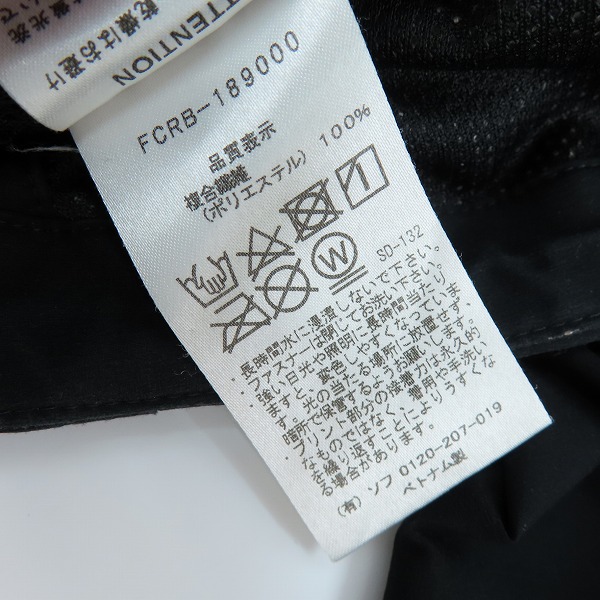 ATTENTION
乾燥はお避け
FCRB-189000
品質表示
複合繊維
(ポリエステル) 100%
SD-132
・長時間水に浸漬しないで下さい。
・ファスナーは閉じてお洗い下さい。
・強い日光や照明に長時間当たり
ますと、変色しやすくなっていま
す。光の当たる場所に放置せず、
暗所で保管するようお願いします。
・プリント部分の接着力は永久的
なものではなく、着用や手洗い
を繰り返すことによりうすくな
る場合があります。
(有) ソフ 0120-207-019
ベトナム製